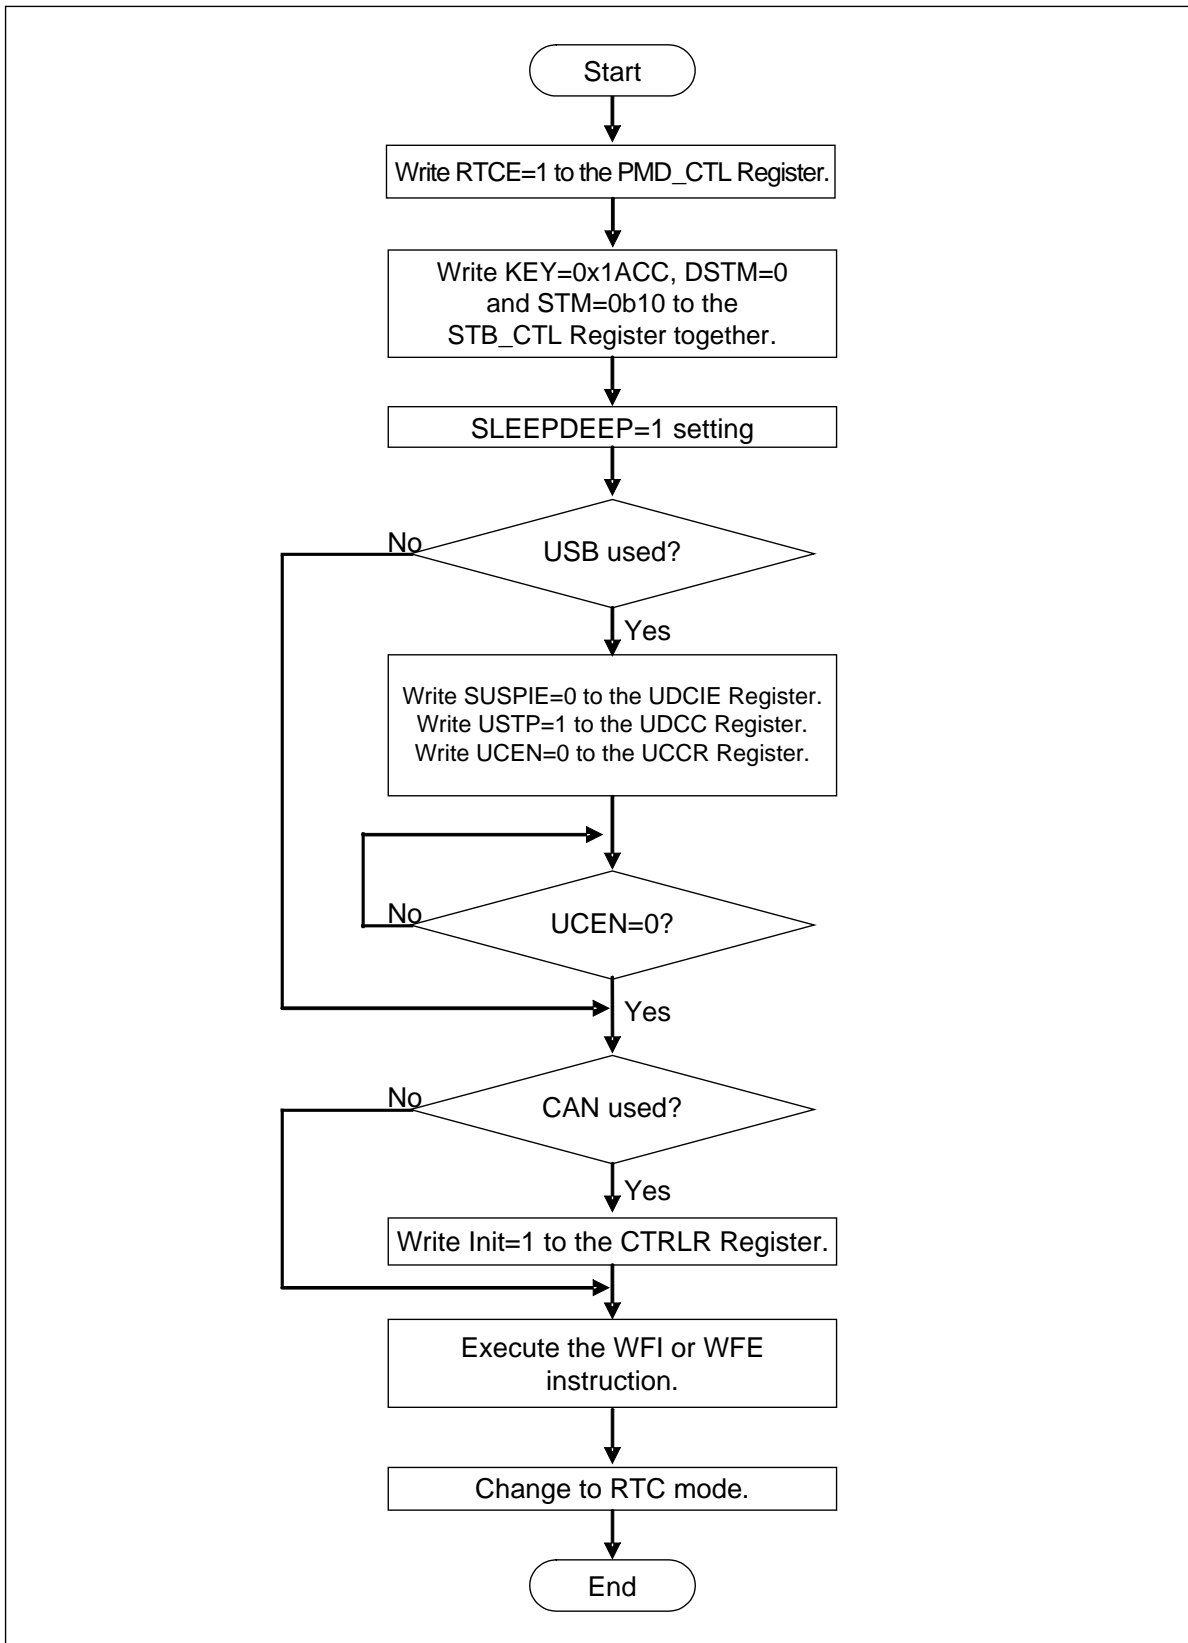 Start
Write RTCE=1 to the PMD_CTL Register.
Write KEY=0x1ACC, DSTM=0
and STM=0b10 to the
STB_CTL Register together.
SLEEPDEEP=1 setting
No
USB used?
Yes
Write SUSPIE=0 to the UDCIE Register.
Write USTP=1 to the UDCC Register.
Write UCEN=0 to the UCCR Register.
No
UCEN=0?
Yes
No
CAN used?
Yes
Write Init=1 to the CTRLR Register.
Execute the WFI or WFE
instruction.
Change to RTC mode.
End